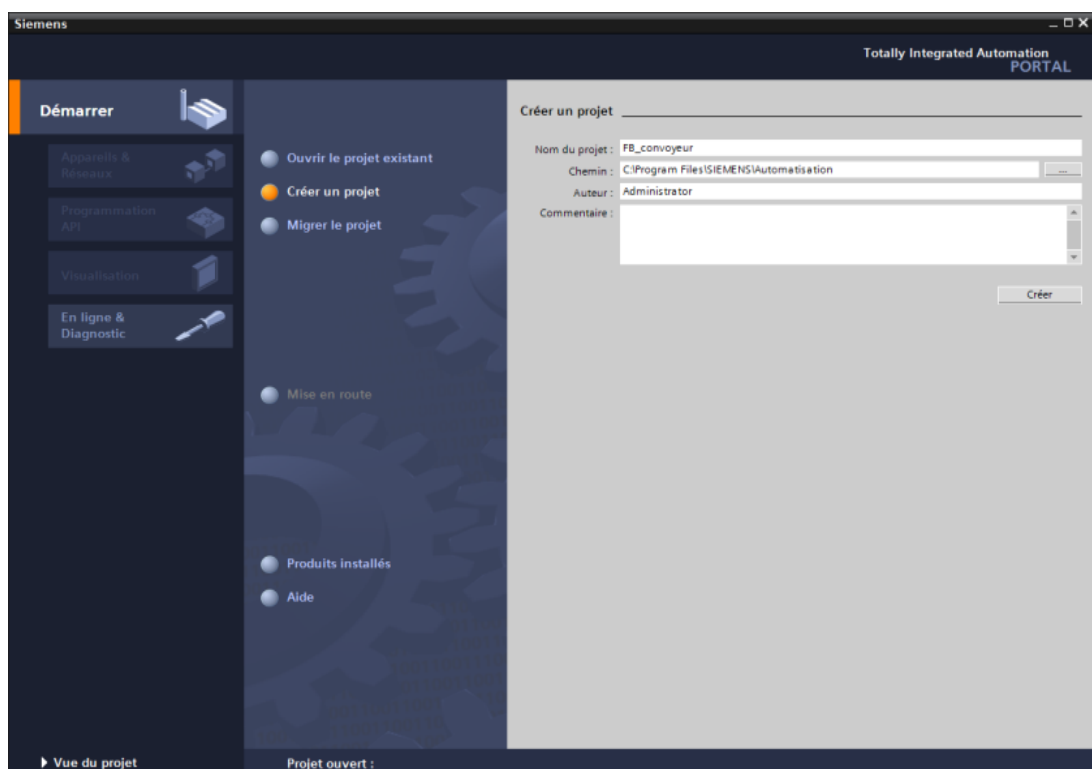 Siemens
Totally Integrated Automation
PORTAL
Démarrer
Appareils &
Réseaux
Programmation
API
Visualisation
En ligne &
Diagnostic
Ouvrir le projet existant
Créer un projet
Migrer le projet
Mise en route
Produits installés
Aide
Créer un projet
Nom du projet : FB_convoyeur
Chemin : C:\Program Files\SIEMENS\Automatisation
...
Auteur : Administrator
Commentaire :
Créer
Vue du projet
Projet ouvert :